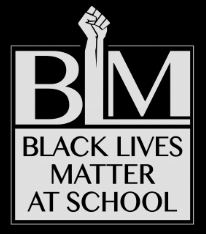 BLM
BLACK LIVES
MATTER
AT SCHOOL